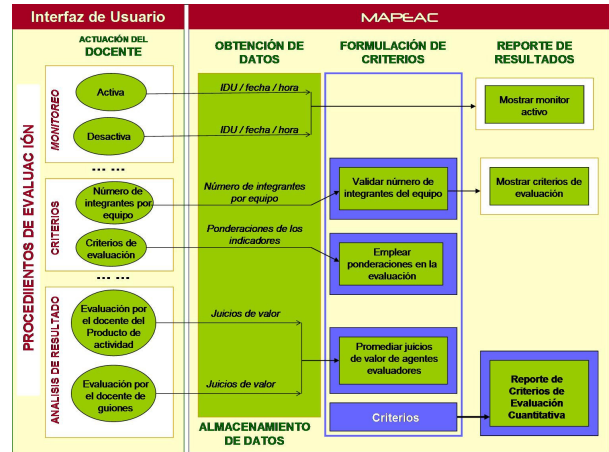 Interfaz de Usuario
MAPEAC
ACTUACIÓN DEL
DOCENTE
OBTENCIÓN DE
DATOS
FORMULACIÓN DE
CRITERIOS
REPORTE DE
RESULTADOS
PROCEDIIENTOS DE EVALUACIÓN
MONITOREO
Activa
IDU / fecha / hora
Mostrar monitor
activo
Desactiva
IDU / fecha / hora
... ...
CRITERIOS
Número de
integrantes por
equipo
Número de integrantes
por equipo
Validar número de
integrantes del equipo
Mostrar criterios de
evaluación
Criterios de
evaluación
Ponderaciones de los
indicadores
Emplear
ponderaciones en la
evaluación
... ...
ANALISIS DE RESULTADO
Evaluación por
el docente del
Producto de
actividad
Juicios de valor
Promediar juicios
de valor de agentes
evaluadores
Evaluación por
el docente de
guiones
Juicios de valor
Reporte de
Criterios de
Evaluación
Cuantitativa
Criterios
ALMACENAMIENTO
DE DATOS